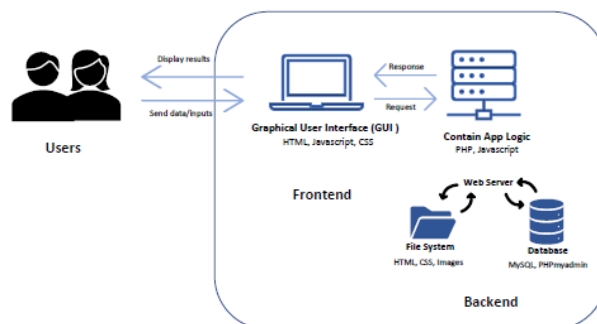 Display results
Send data/inputs
Users
Response
Request
Graphical User Interface (GUI )
HTML, Javascript, CSS
Contain App Logic
PHP, Javascript
Frontend
Web Server
File System
HTML, CSS, Images
Database
MySQL, PHPmyadmin
Backend